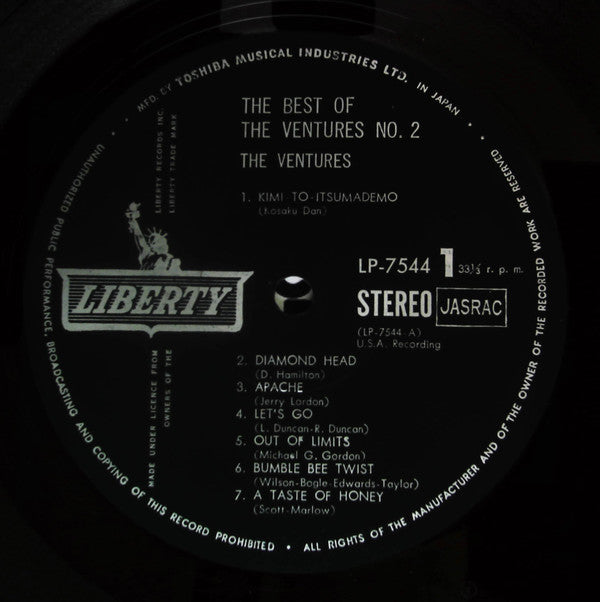 MFD. BY TOSHIBA MUSICAL INDUSTRIES LTD. IN JAPAN
THE BEST OF
THE VENTURES NO. 2
THE VENTURES
1. KIMI-TO-ITSUMADEMO
(Kosaku Dan)
LIBERTY RECORDS INC.
LIBERTY TRADE MARK
LIBERTY
LP-7544 1 33⅓ r. p. m.
STEREO JASRAC
(LP-7544-A)
U.S.A. Recording
2. DIAMOND HEAD
(D. Hamilton)
3. APACHE
(Jerry Lordon)
4. LET'S GO
(L. Duncan-R. Duncan)
5. OUT OF LIMITS
(Michael G. Gordon)
6. BUMBLE BEE TWIST
(Wilson-Bogle-Edwards-Taylor)
7. A TASTE OF HONEY
(Scott-Marlow)
MADE UNDER LICENCE FROM
OWNERS OF THE
UNAUTHORIZED PUBLIC PERFORMANCE, BROADCASTING AND COPYING OF THIS RECORD PROHIBITED • ALL RIGHTS OF THE MANUFACTURER AND OF THE OWNER OF THE RECORDED WORK ARE RESERVED